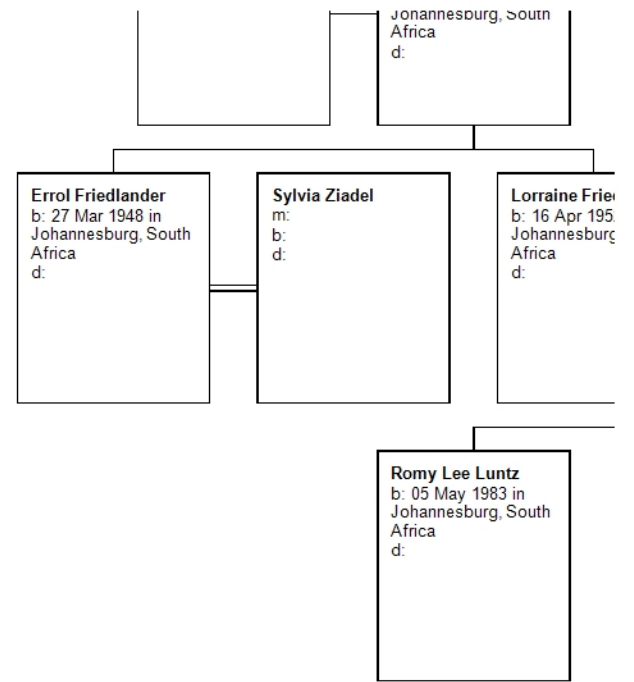 Johannesburg, South
Africa
d:
Errol Friedlander
b: 27 Mar 1948 in
Johannesburg, South
Africa
d:
Sylvia Ziadel
m:
b:
d:
Lorraine
b: 16 Apr
Johannesburg
Africa
d:
Romy Lee Luntz
b: 05 May 1983 in
Johannesburg, South
Africa
d: